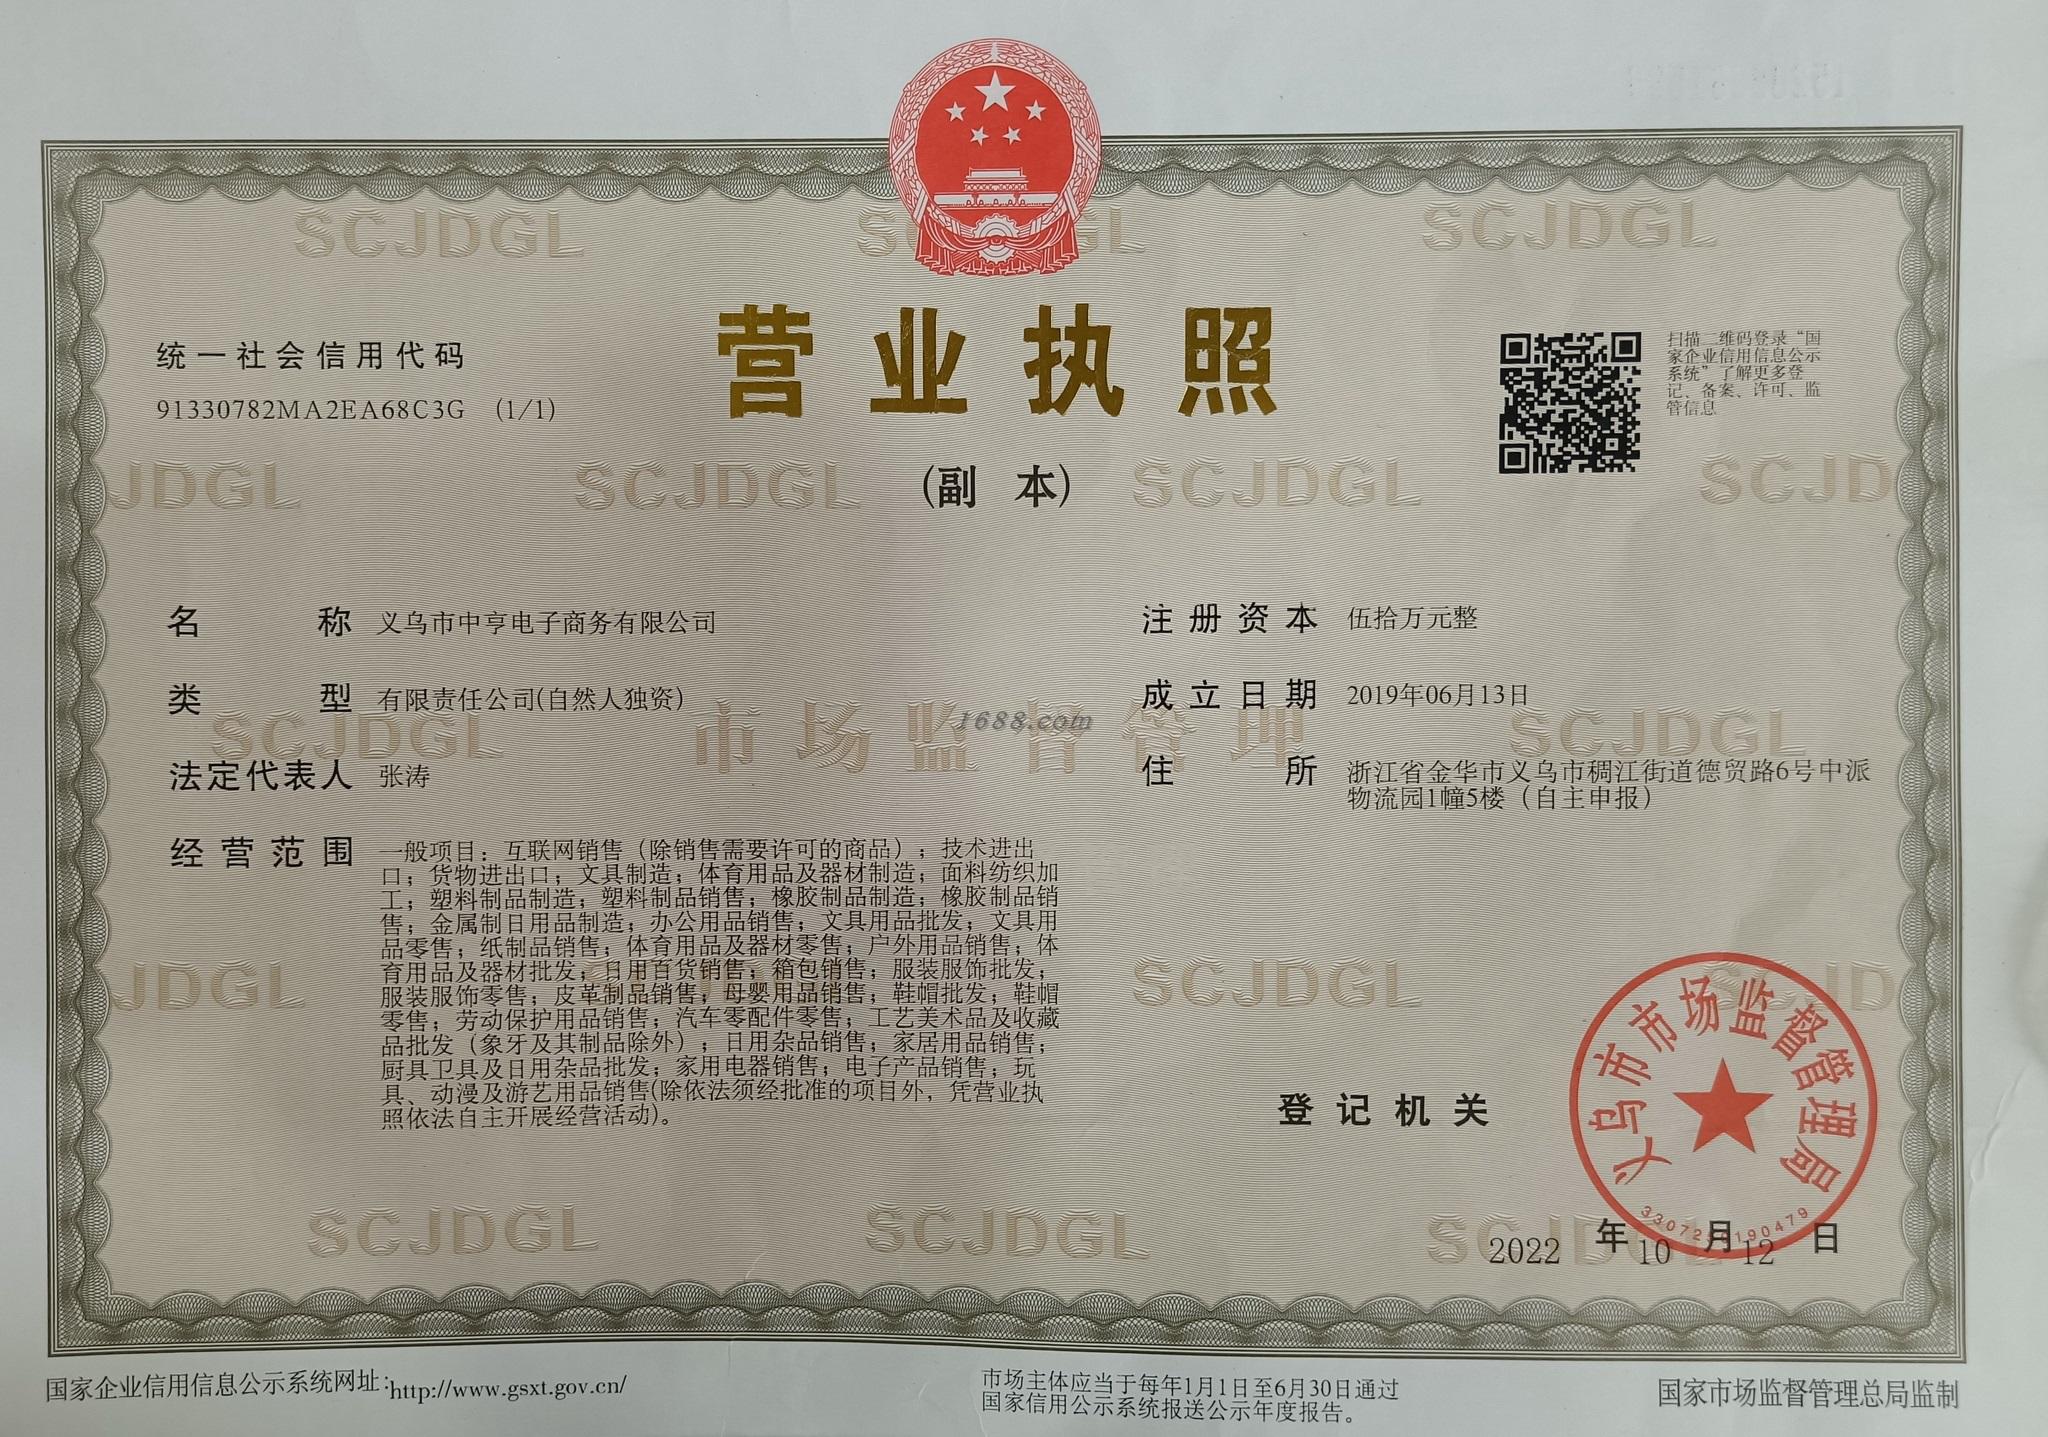 营业执照
(副 本)
统一社会信用代码
91330782MA2EA68C3G (1/1)
扫描二维码登录“国
家企业信用信息公示
系统”了解更多登
记、备案、许可、监
管信息
名 称 义乌市中亨电子商务有限公司
类 型 有限责任公司(自然人独资)
法定代表人 张涛
经营范围 一般项目：互联网销售（除销售需要许可的商品）；技术进出
口；货物进出口；文具制造；体育用品及器材制造；面料纺织加
工；塑料制品制造；塑料制品销售；橡胶制品制造；橡胶制品销
售；金属制日用品制造；办公用品销售；文具用品批发；文具用
品零售；纸制品销售；体育用品及器材零售；户外用品销售；体
育用品及器材批发；日用百货销售；箱包销售；服装服饰批发；
服装服饰零售；皮革制品销售；母婴用品销售；鞋帽批发；鞋帽
零售；劳动保护用品销售；汽车零配件零售；工艺美术品及收藏
品批发（象牙及其制品除外）；日用杂品销售；家居用品销售；
厨具卫具及日用杂品批发；家用电器销售；电子产品销售；玩
具、动漫及游艺用品销售(除依法须经批准的项目外，凭营业执
照依法自主开展经营活动)。
注册资本 伍拾万元整
成立日期 2019年06月13日
住 所 浙江省金华市义乌市稠江街道德贸路6号中派
物流园1幢5楼（自主申报）
1688.com
市场监督管理
SCJDGL
登记机关
义乌市市场监督管理局
2022 年 10 月 12 日
国家企业信用信息公示系统网址:http://www.gsxt.gov.cn/
市场主体应当于每年1月1日至6月30日通过
国家信用公示系统报送公示年度报告。
国家市场监督管理总局监制